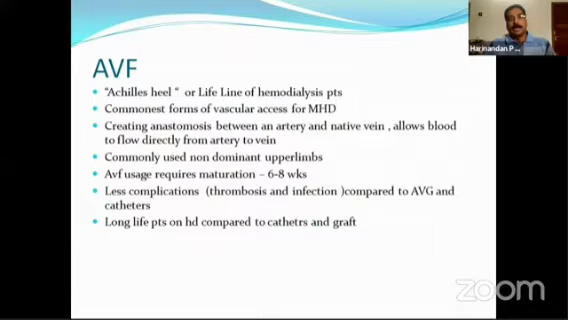 AVF
"Achilles heel " or Life Line of hemodialysis pts
Commonest forms of vascular access for MHD
Creating anastomosis between an artery and native vein , allows blood
to flow directly from artery to vein
Commonly used non dominant upperlimbs
Avf usage requires maturation – 6-8 wks
Less complications (thrombosis and infection )compared to AVG and
catheters
Long life pts on hd compared to cathetrs and graft
Harinandan P ...
zoom